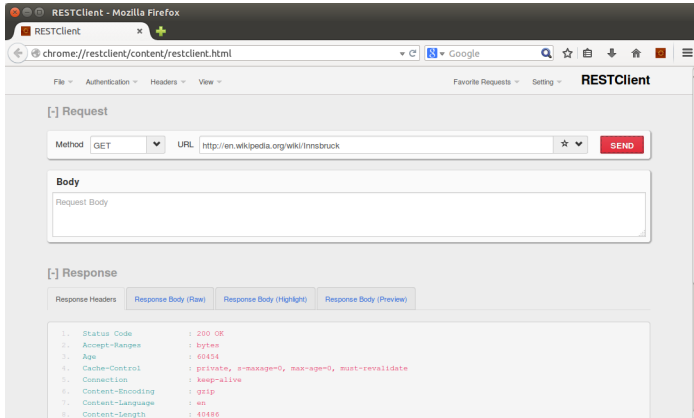 RESTClient - Mozilla Firefox
RESTClient ×
chrome://restclient/content/restclient.html Google
File Authentication Headers View Favorite Requests Setting RESTClient
[-] Request
Method GET URL http://en.wikipedia.org/wiki/Innsbruck SEND
Body
Request Body
[-] Response
Response Headers Response Body (Raw) Response Body (Highlight) Response Body (Preview)
1. Status Code : 200 OK
2. Accept-Ranges : bytes
3. Age : 60454
4. Cache-Control : private, s-maxage=0, max-age=0, must-revalidate
5. Connection : keep-alive
6. Content-Encoding : gzip
7. Content-Language : en
8. Content-Length : 40486